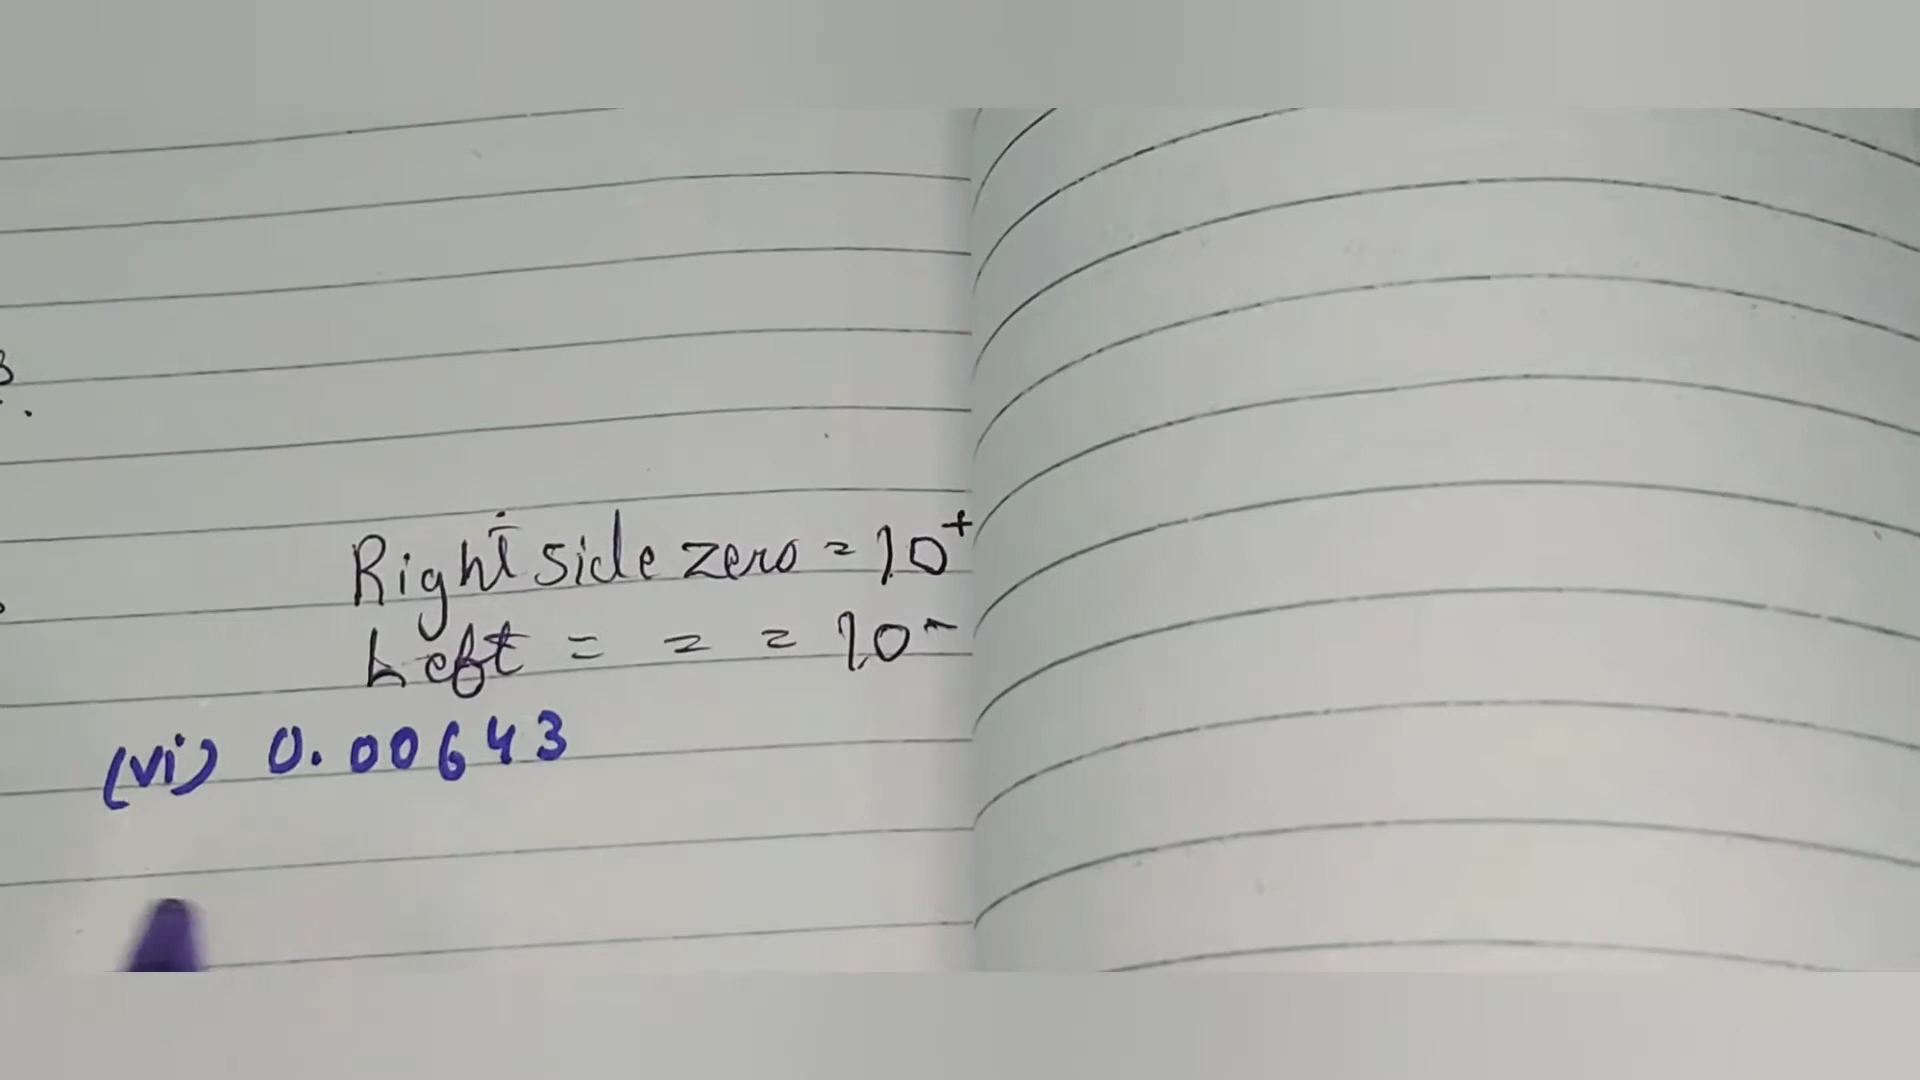 Right side zero = 10⁺
Left = = = 10⁻
(vi) 0.00643